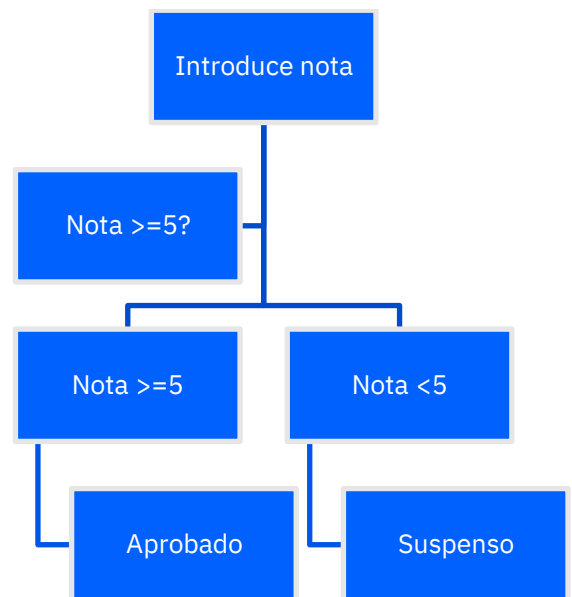 Introduce nota
Nota >=5?
Nota >=5
Nota <5
Aprobado
Suspenso